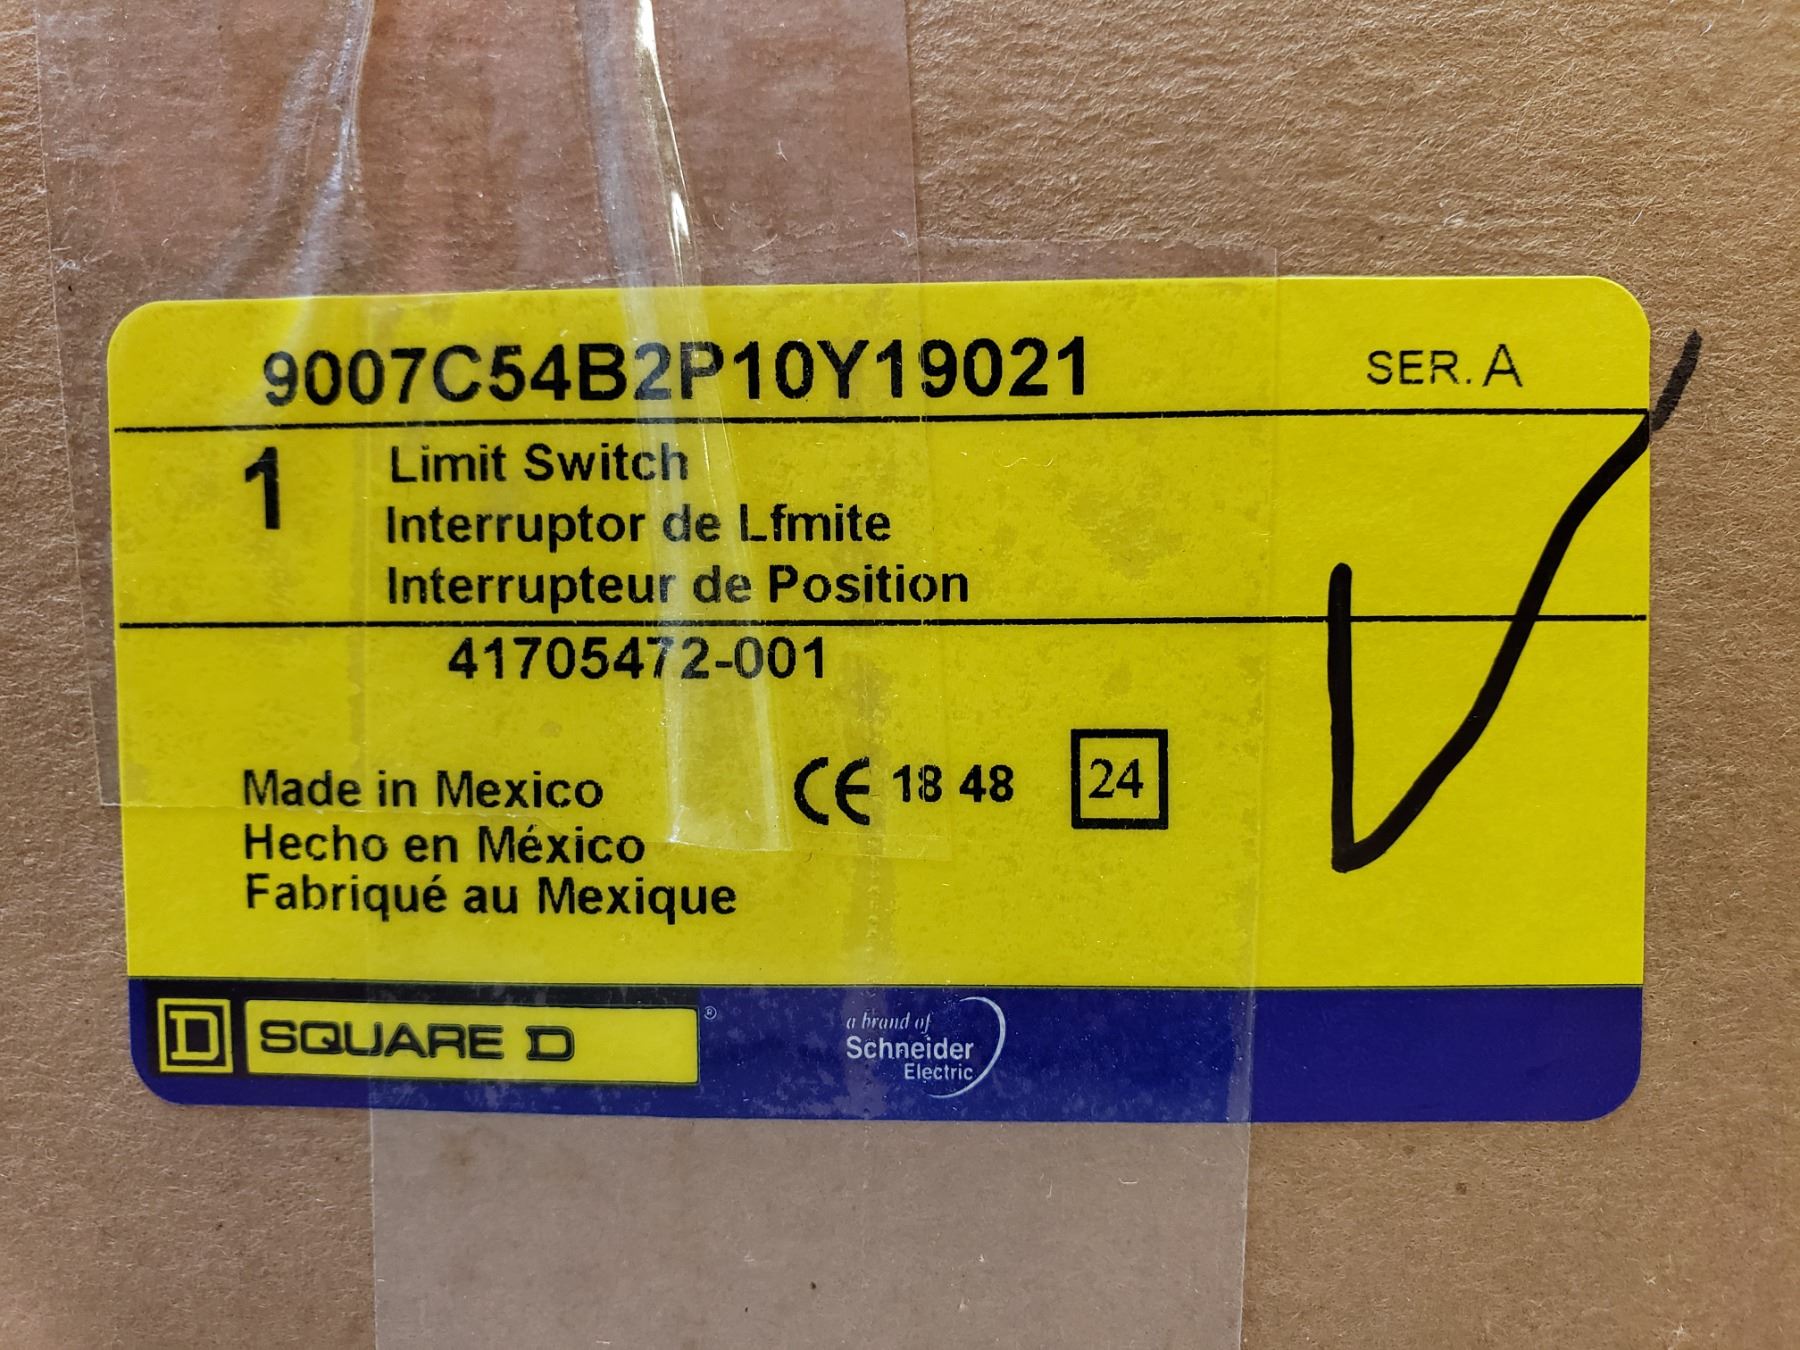 9007C54B2P10Y19021 SER. A
1 Limit Switch
Interruptor de Lfmite
Interrupteur de Position
41705472-001
Made in Mexico CE 18 48 24
Hecho en México
Fabriqué au Mexique
D SQUARE D ® a brand of
Schneider
Electric